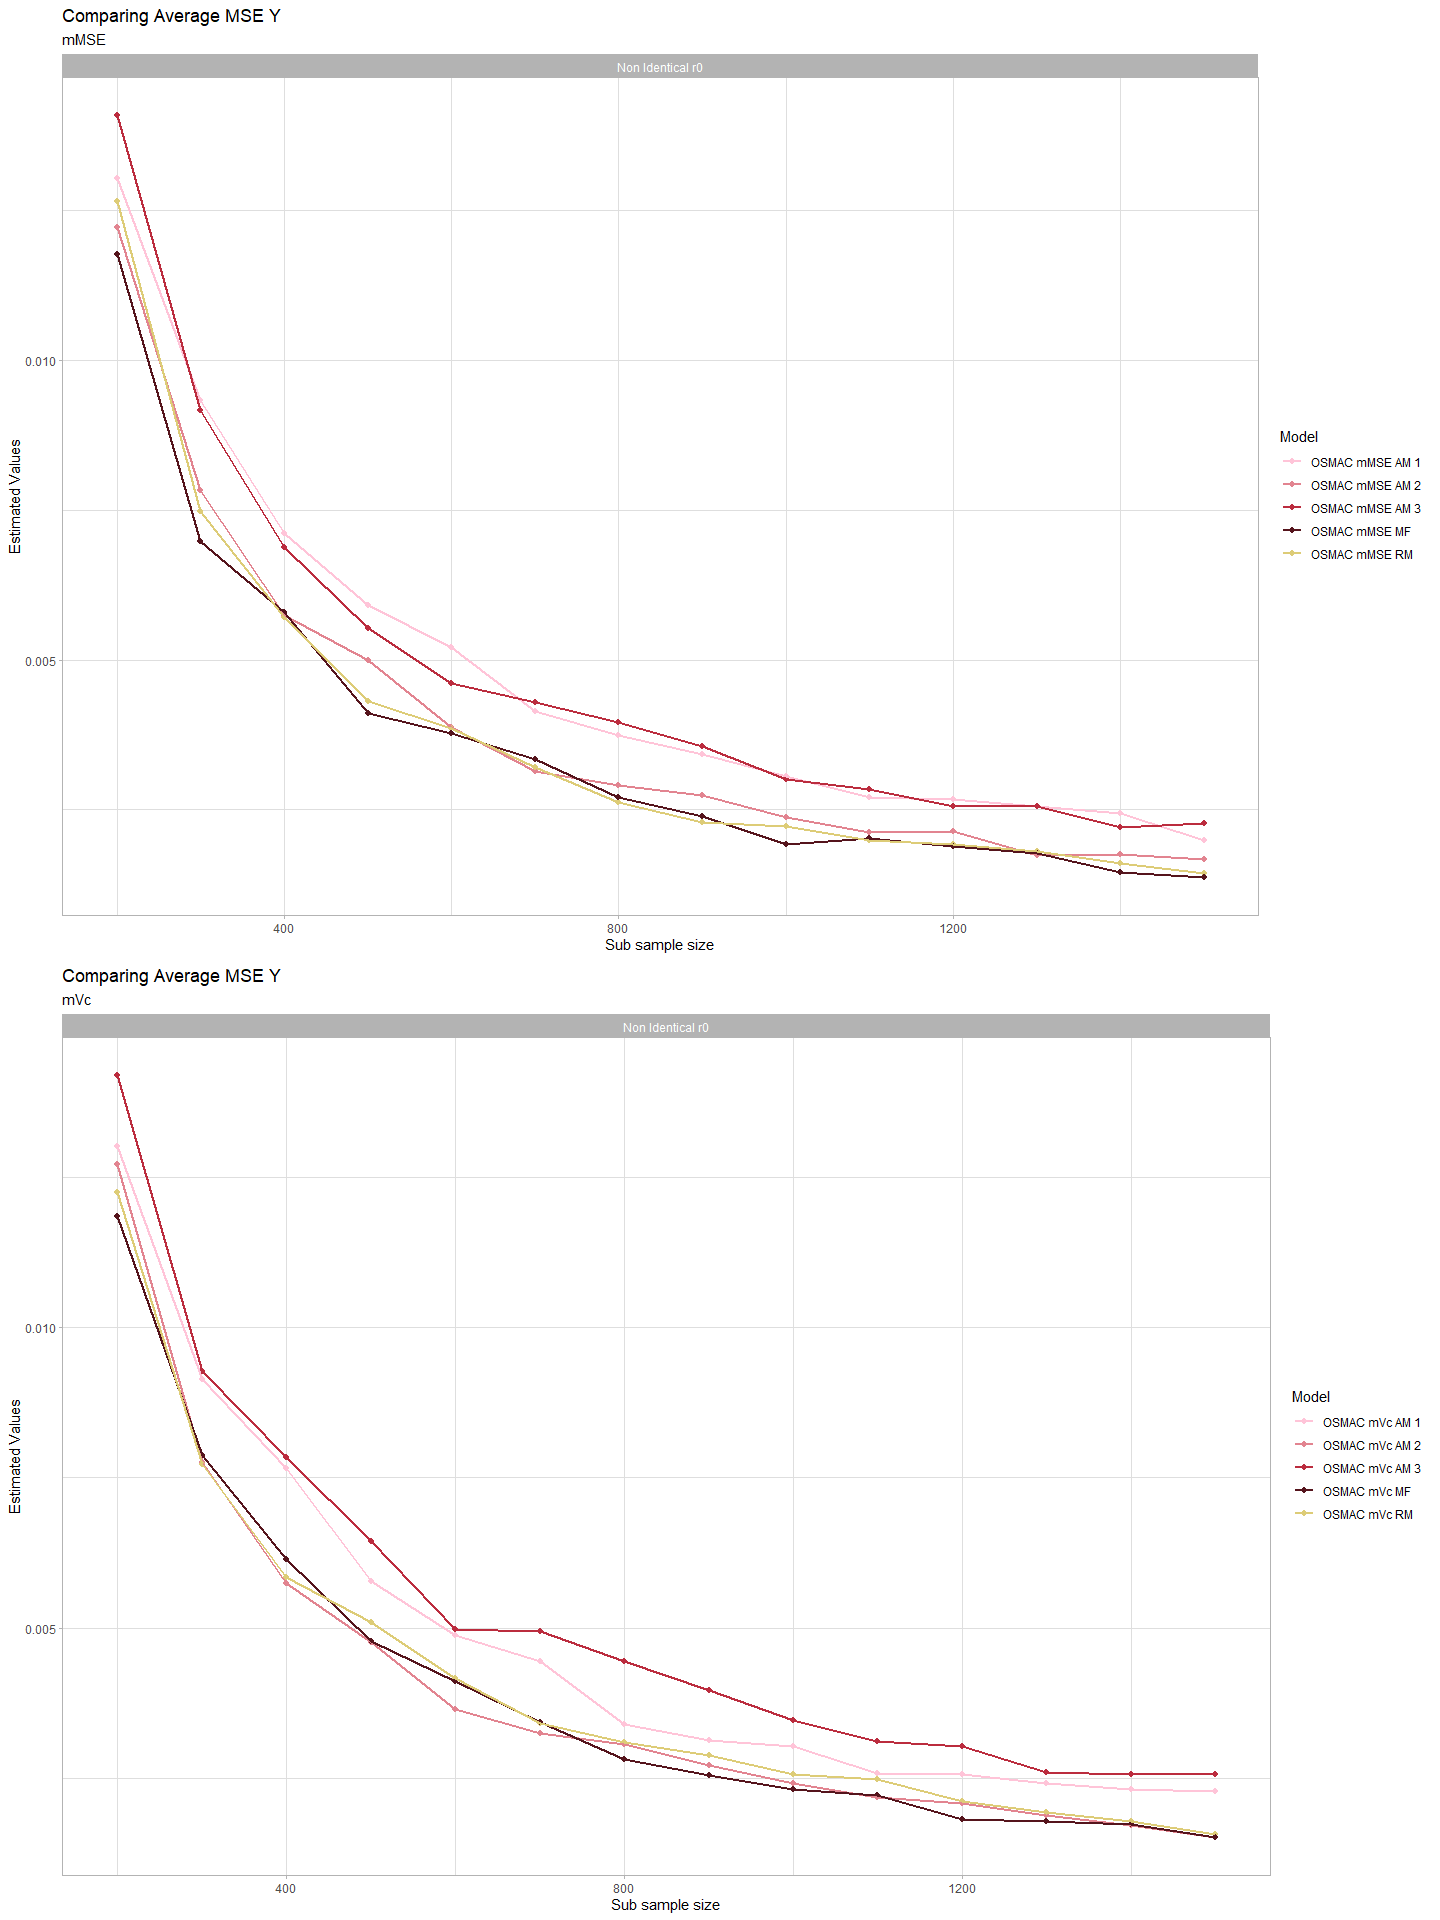 Comparing Average MSE Y
mMSE
Non Identical r0
0.010
0.005
Estimated Values
400
800
1200
Sub sample size
Model
OSMAC mMSE AM 1
OSMAC mMSE AM 2
OSMAC mMSE AM 3
OSMAC mMSE MF
OSMAC mMSE RM
Comparing Average MSE Y
mVc
Non Identical r0
0.010
0.005
Estimated Values
400
800
1200
Sub sample size
Model
OSMAC mVc AM 1
OSMAC mVc AM 2
OSMAC mVc AM 3
OSMAC mVc MF
OSMAC mVc RM